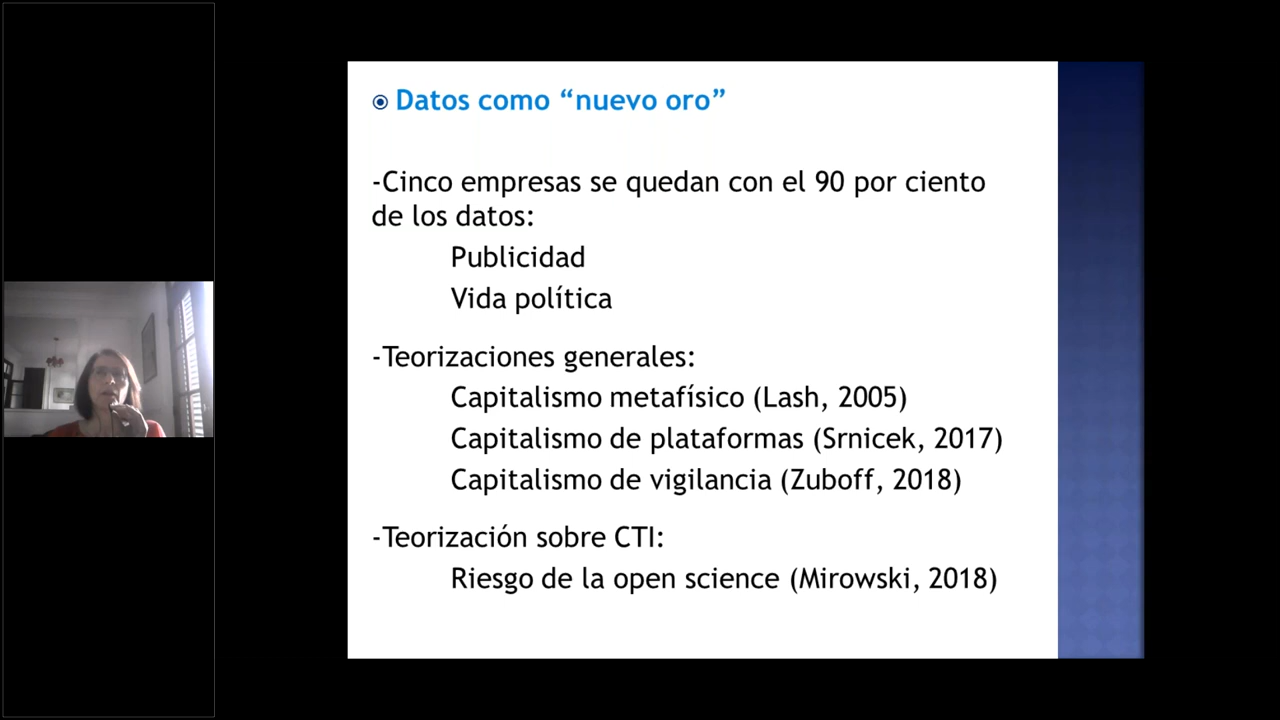 Datos como “nuevo oro”
-Cinco empresas se quedan con el 90 por ciento
de los datos:
Publicidad
Vida política
-Teorizaciones generales:
Capitalismo metafísico (Lash, 2005)
Capitalismo de plataformas (Srnicek, 2017)
Capitalismo de vigilancia (Zuboff, 2018)
-Teorización sobre CTI:
Riesgo de la open science (Mirowski, 2018)